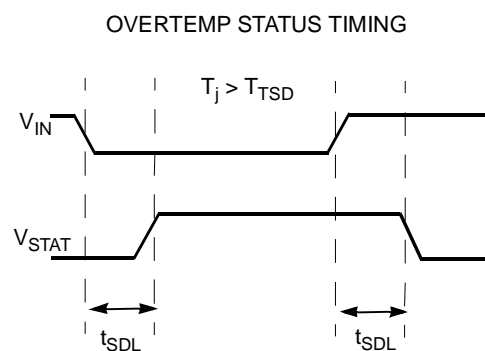 OVERTEMP STATUS TIMING
Tj > TTSD
VIN
VSTAT
tSDL
tSDL